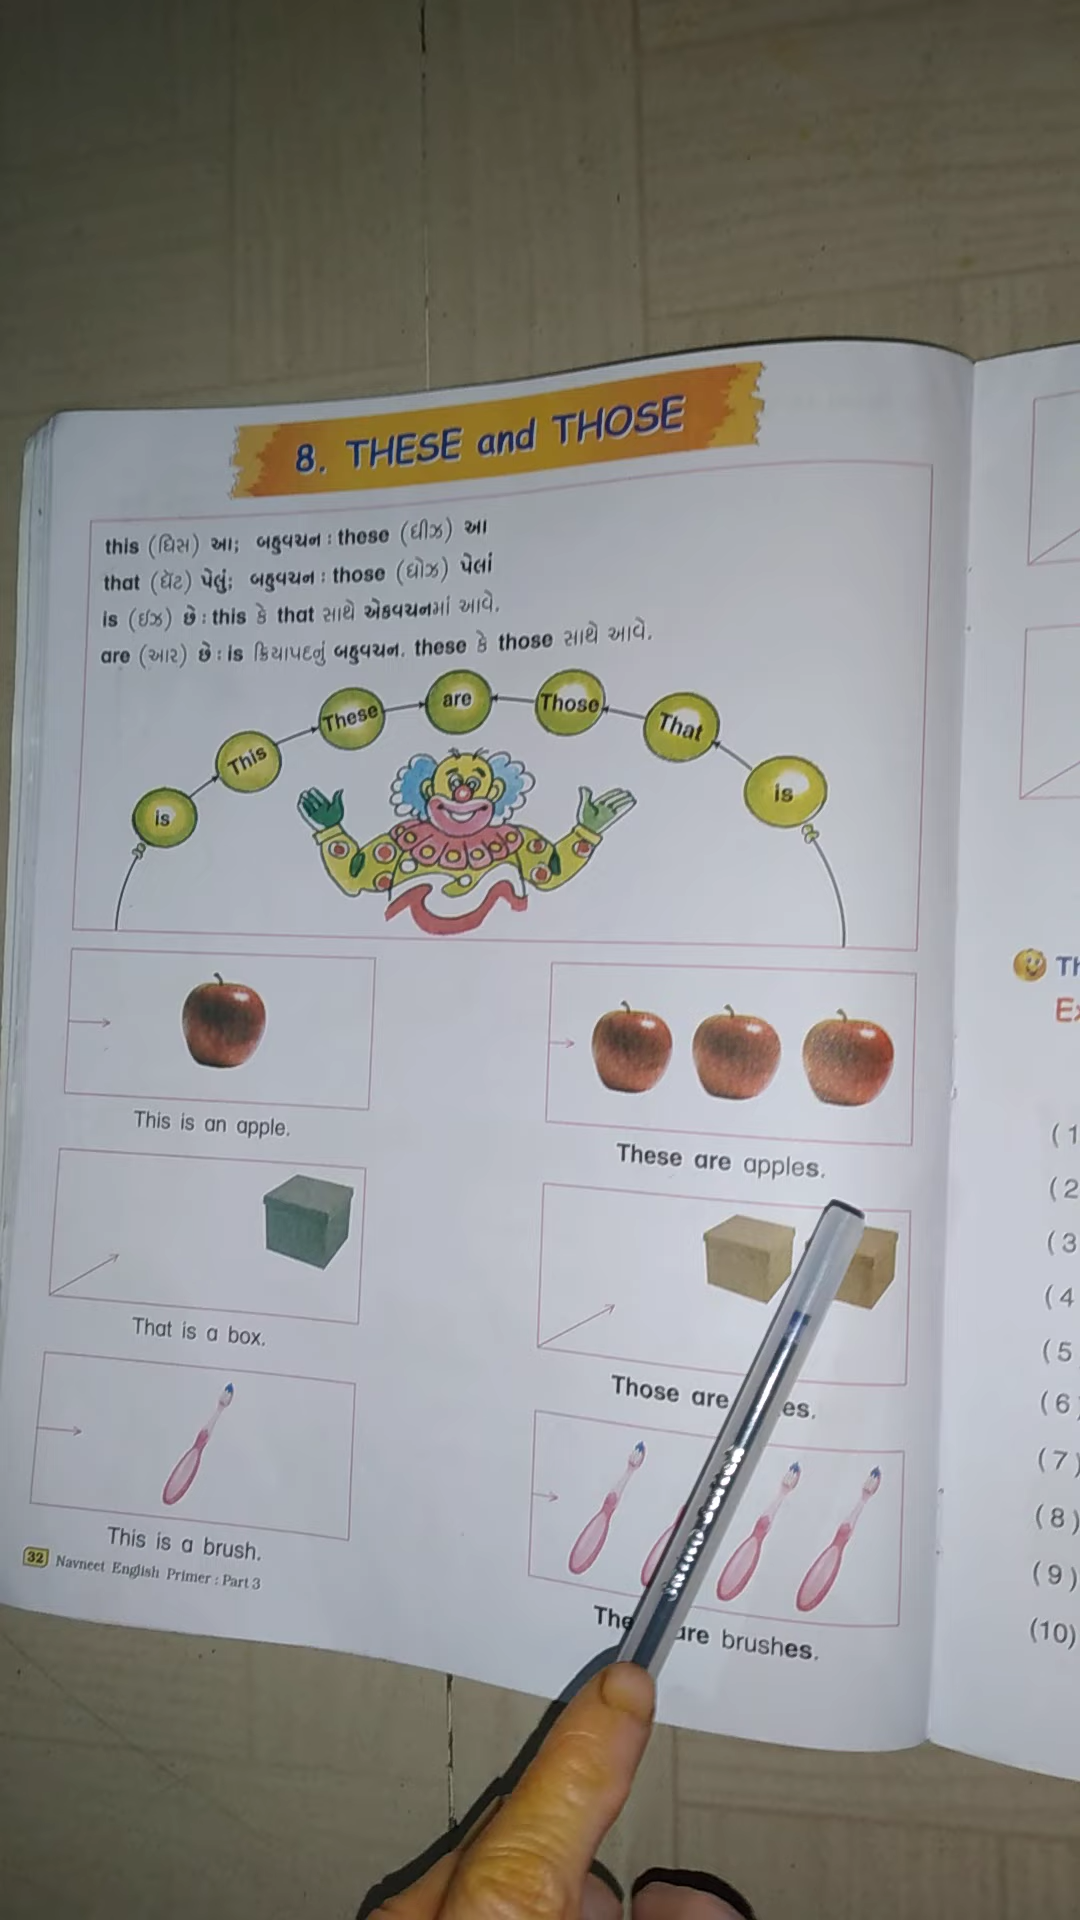 8. THESE and THOSE
this (ધિસ) આ; બહુવચન : these (ધીઝ) આ
that (ધૅટ) પેલું; બહુવચન : those (ધોઝ) પેલાં
is (ઇઝ) છે : this કે that સાથે એકવચનમાં આવે.
are (આર) છે : is ક્રિયાપદનું બહુવચન. these કે those સાથે આવે.
is This These are Those That is
This is an apple.
These are apples.
That is a box.
Those are es.
This is a brush.
are brushes.
32 Navneet English Primer : Part 3
(1
(2
(3
(4
(5
(6
(7)
(8)
(9)
(10)